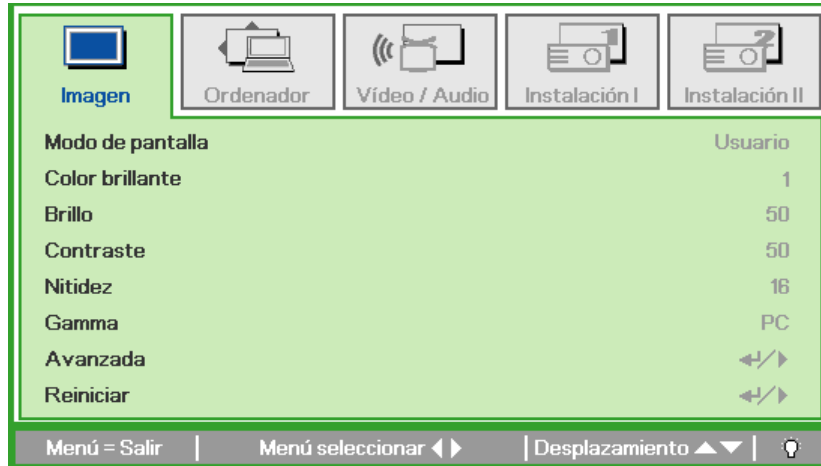 Imagen Ordenador Vídeo / Audio Instalación I Instalación II
Modo de pantalla Usuario
Color brillante 1
Brillo 50
Contraste 50
Nitidez 16
Gamma PC
Avanzada
Reiniciar
Menú = Salir Menú seleccionar Desplazamiento